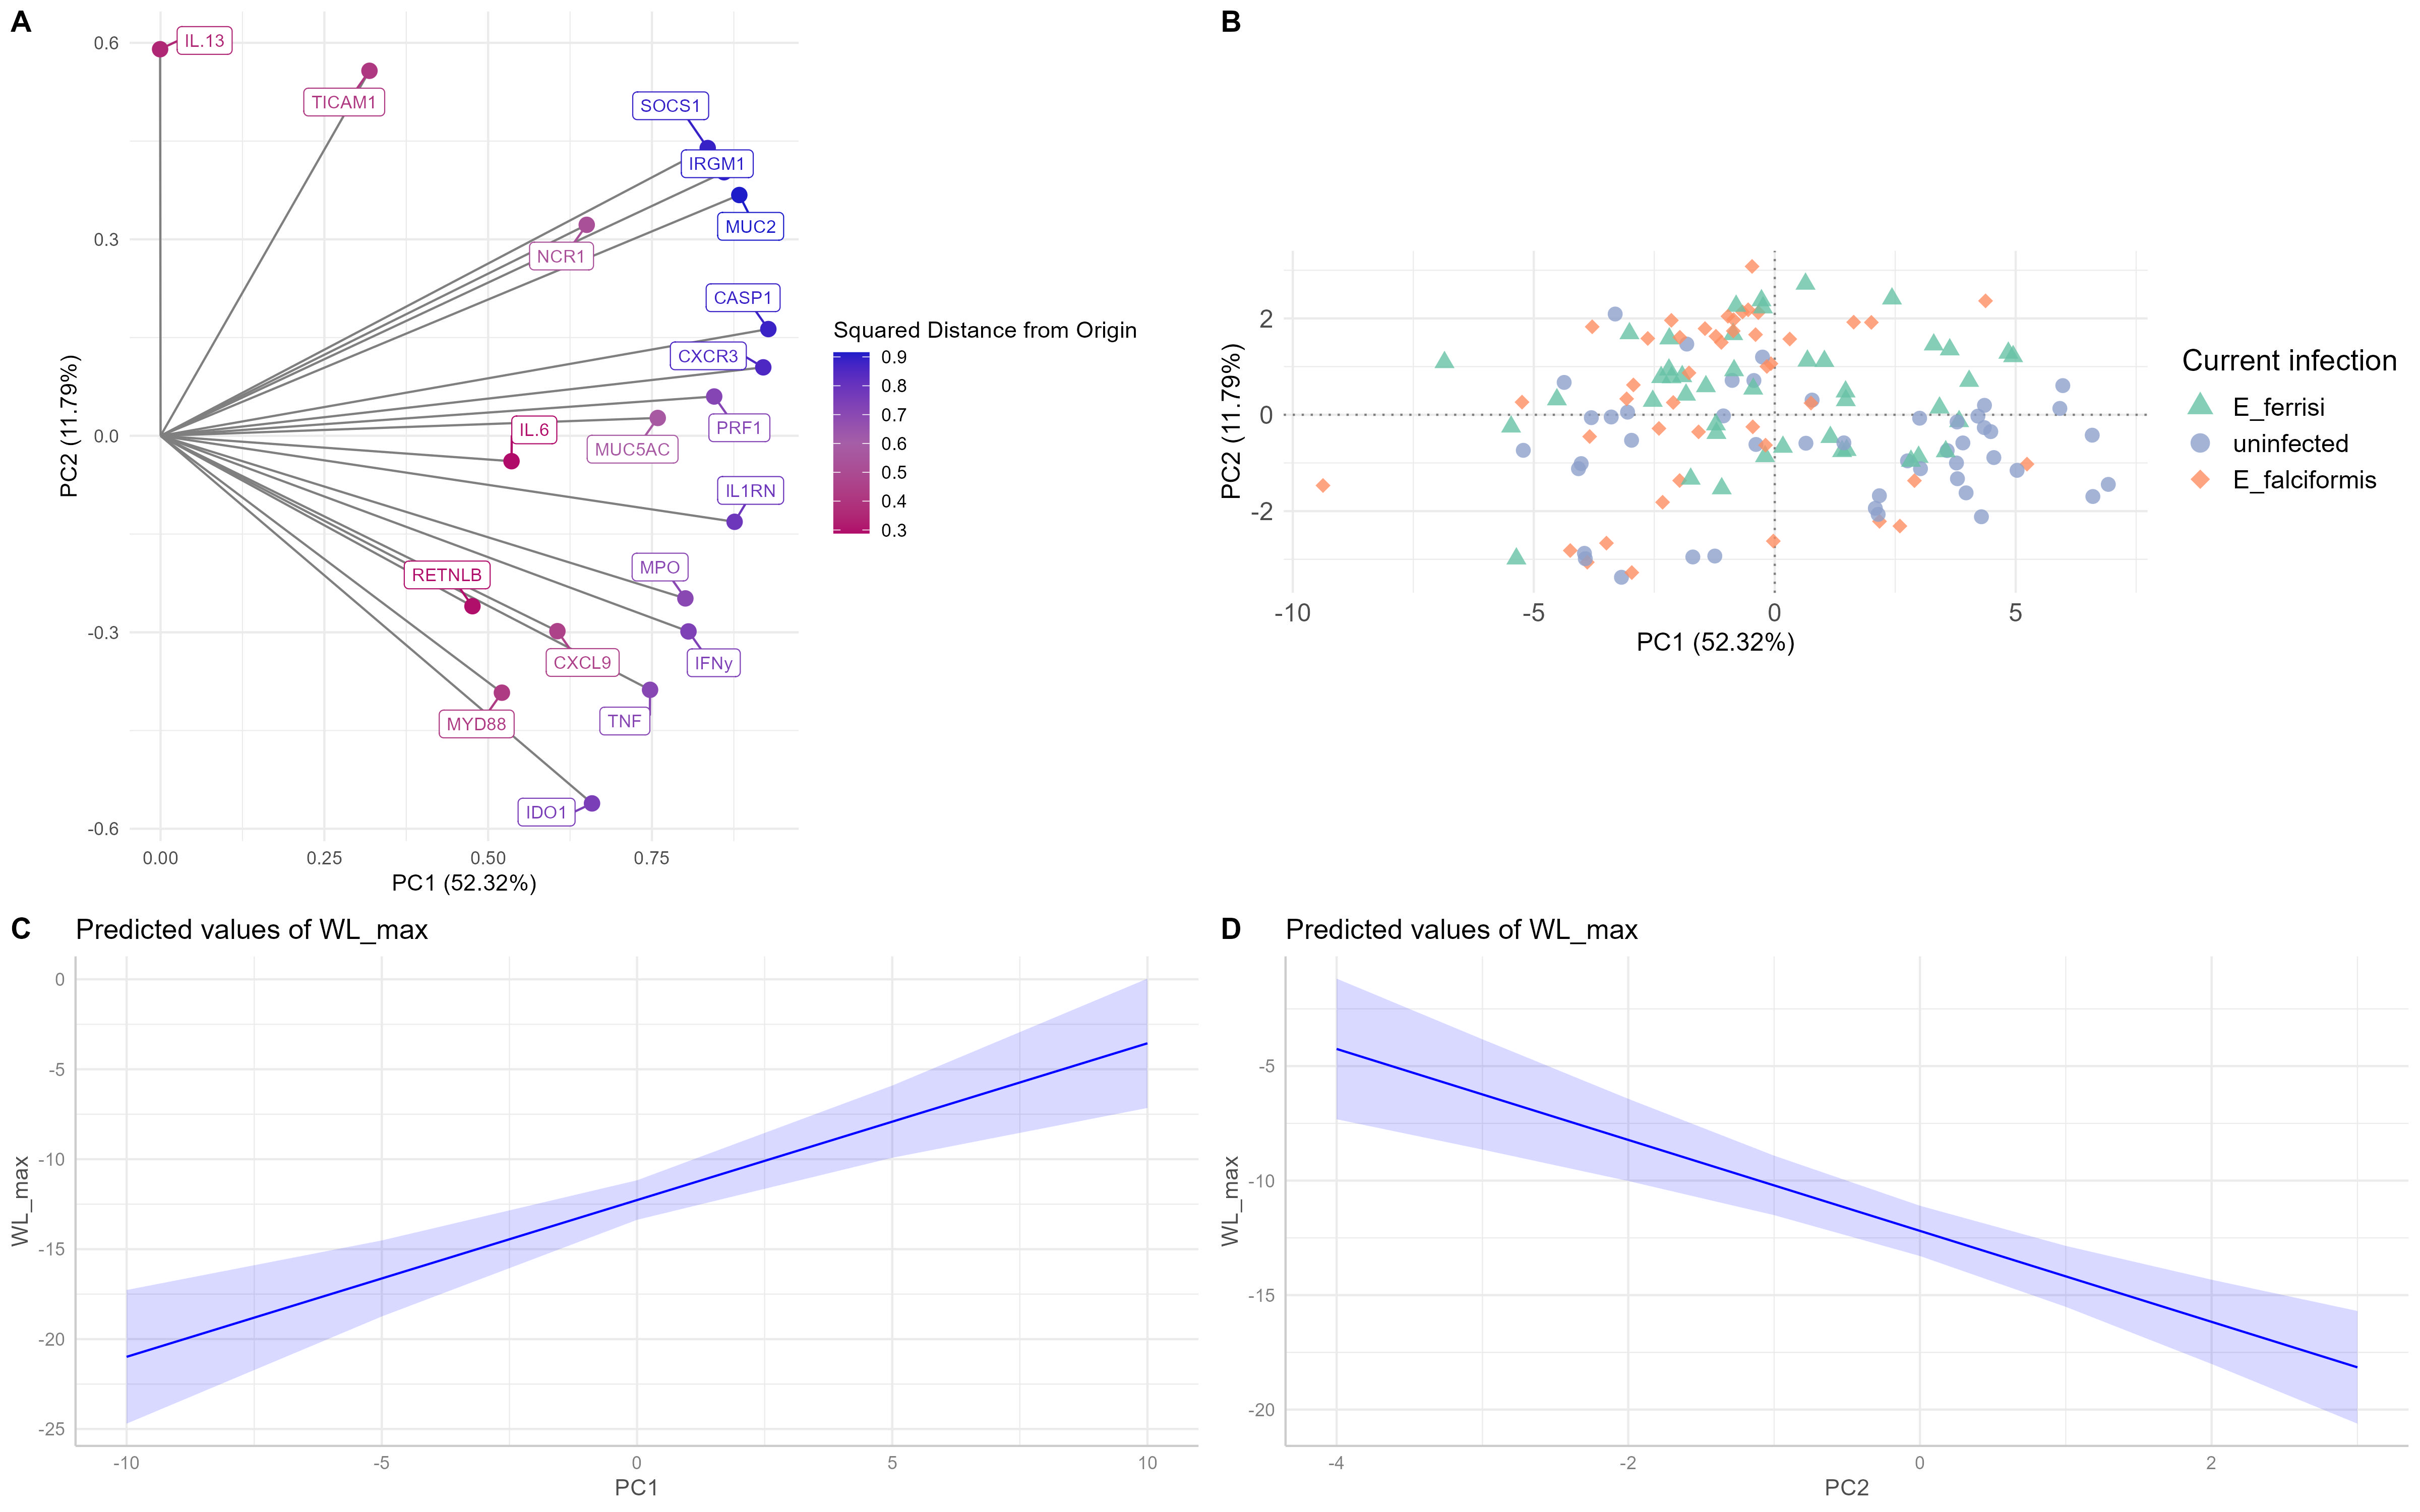 A
0.6
0.3
0.0
-0.3
-0.6
PC2 (11.79%)
IL.13
TICAM1
SOCS1
IRGM1
MUC2
NCR1
CASP1
CXCR3
PRF1
IL.6
MUC5AC
IL1RN
MPO
RETNLB
CXCL9
IFNy
MYD88
TNF
IDO1
0.00 0.25 0.50 0.75
PC1 (52.32%)
Squared Distance from Origin
0.9
0.8
0.7
0.6
0.5
0.4
0.3
B
2
0
-2
PC2 (11.79%)
-10 -5 0 5
PC1 (52.32%)
Current infection
E_ferrisi
uninfected
E_falciformis
C
Predicted values of WL_max
0
-5
-10
-15
-20
-25
WL_max
-10 -5 0 5 10
PC1
D
Predicted values of WL_max
-5
-10
-15
-20
WL_max
-4 -2 0 2
PC2